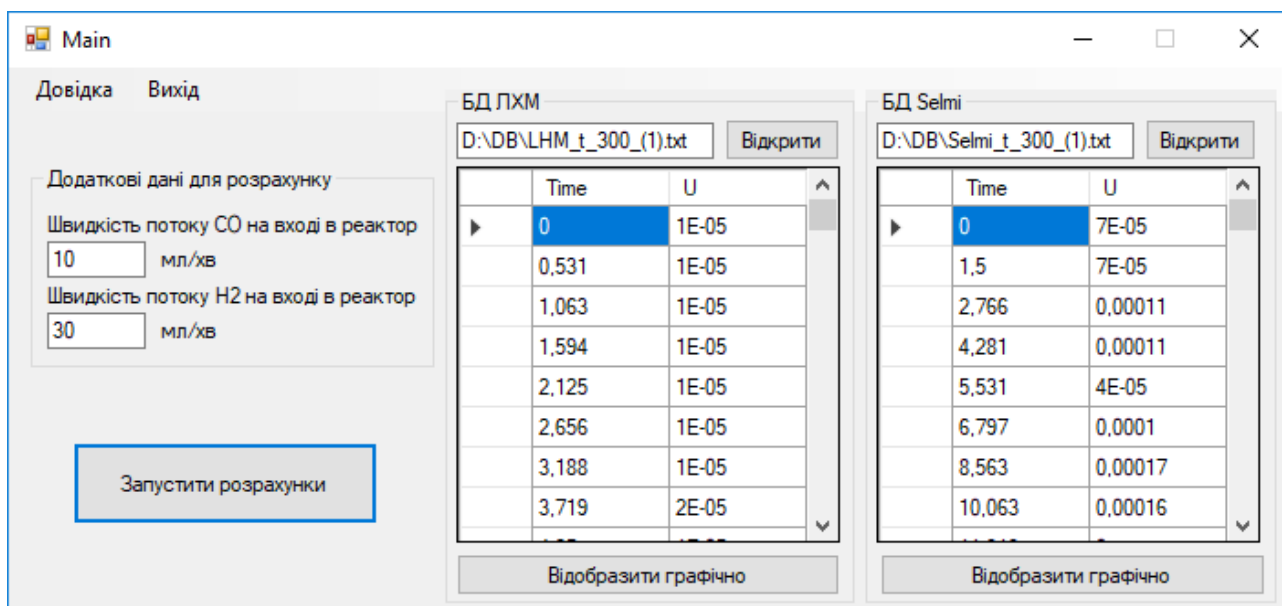 Main
Довідка Вихід
Додаткові дані для розрахунку
Швидкість потоку CO на вході в реактор
10 мл/хв
Швидкість потоку H2 на вході в реактор
30 мл/хв
Запустити розрахунки
БД ЛХМ
D:\DB\LHM_t_300_(1).txt Відкрити
Time U
0 1E-05
0,531 1E-05
1,063 1E-05
1,594 1E-05
2,125 1E-05
2,656 1E-05
3,188 1E-05
3,719 2E-05
Відобразити графічно
БД Selmi
D:\DB\Selmi_t_300_(1).txt Відкрити
Time U
0 7E-05
1,5 7E-05
2,766 0,00011
4,281 0,00011
5,531 4E-05
6,797 0,0001
8,563 0,00017
10,063 0,00016
Відобразити графічно